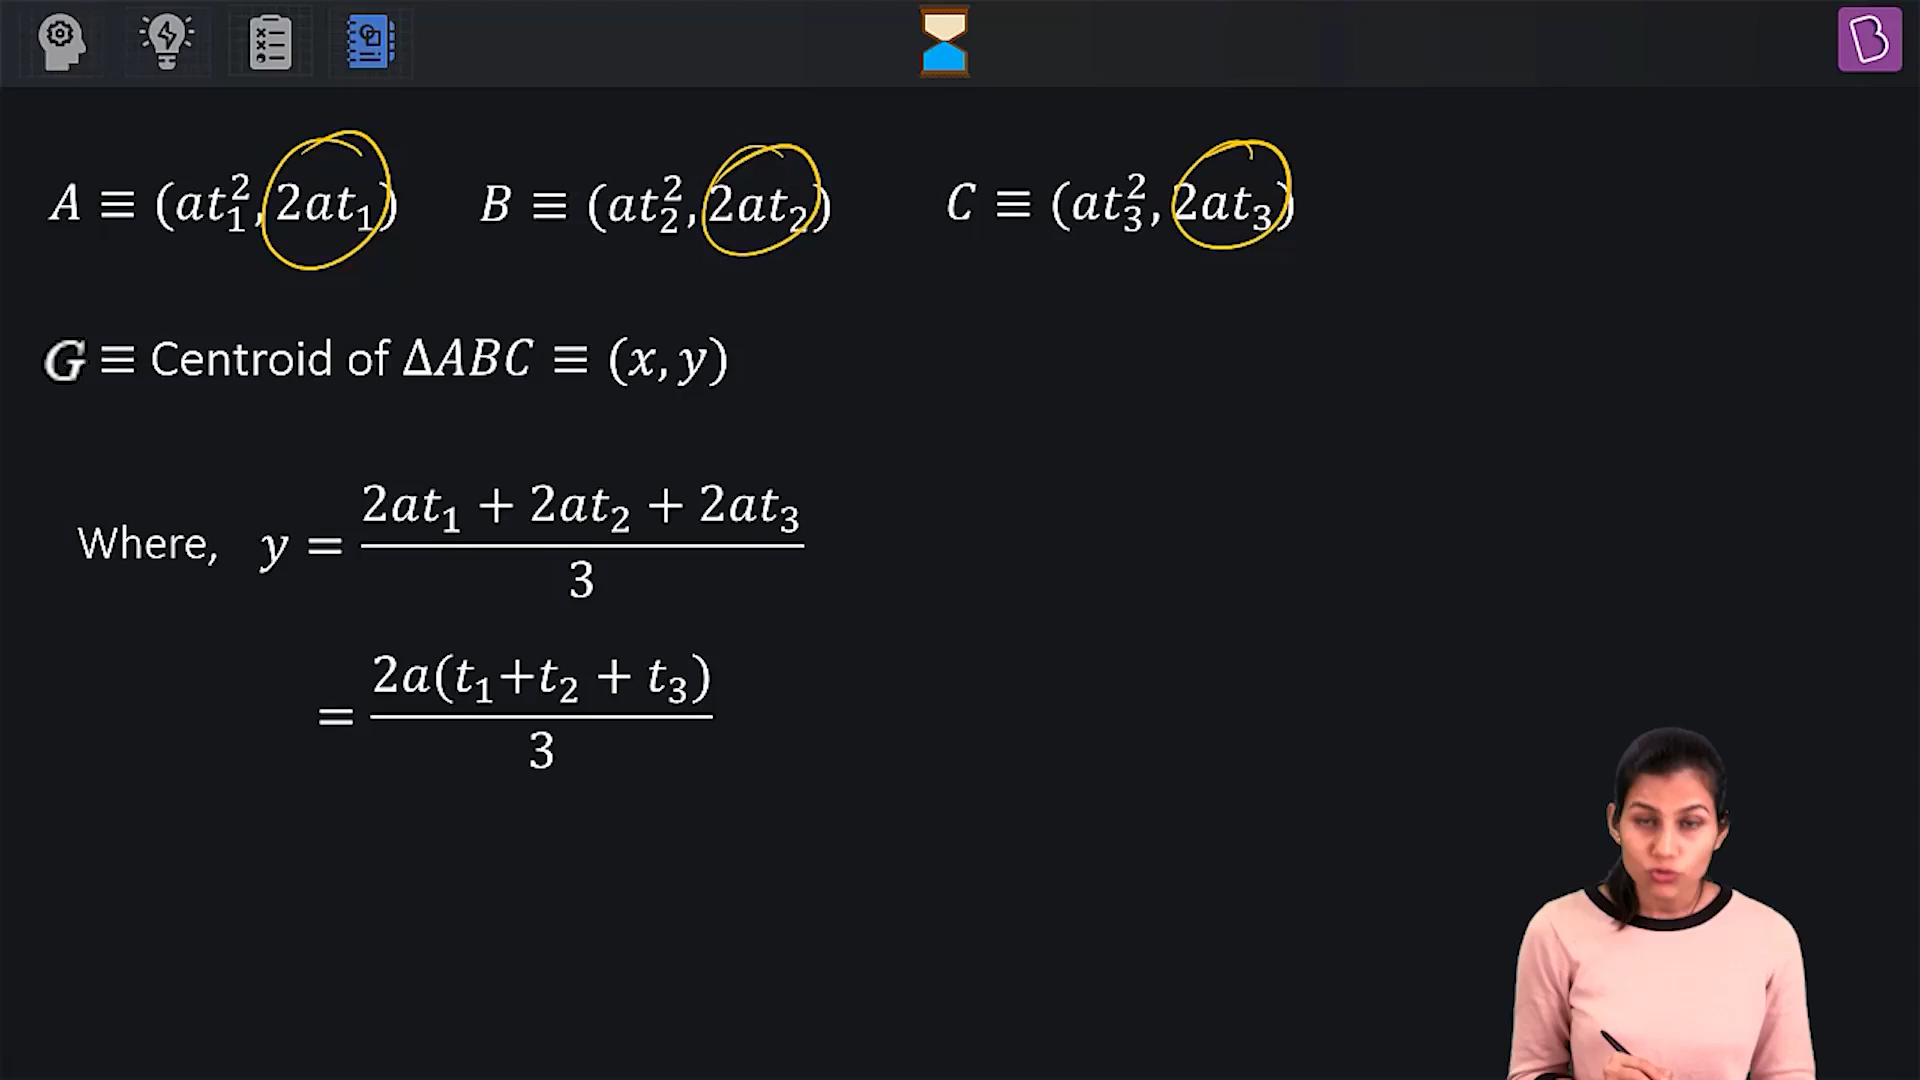 A ≡ (at₁², 2at₁) B ≡ (at₂², 2at₂) C ≡ (at₃², 2at₃)
G ≡ Centroid of ΔABC ≡ (x, y)
Where, y = (2at₁ + 2at₂ + 2at₃)/3
= 2a(t₁+t₂ + t₃)/3